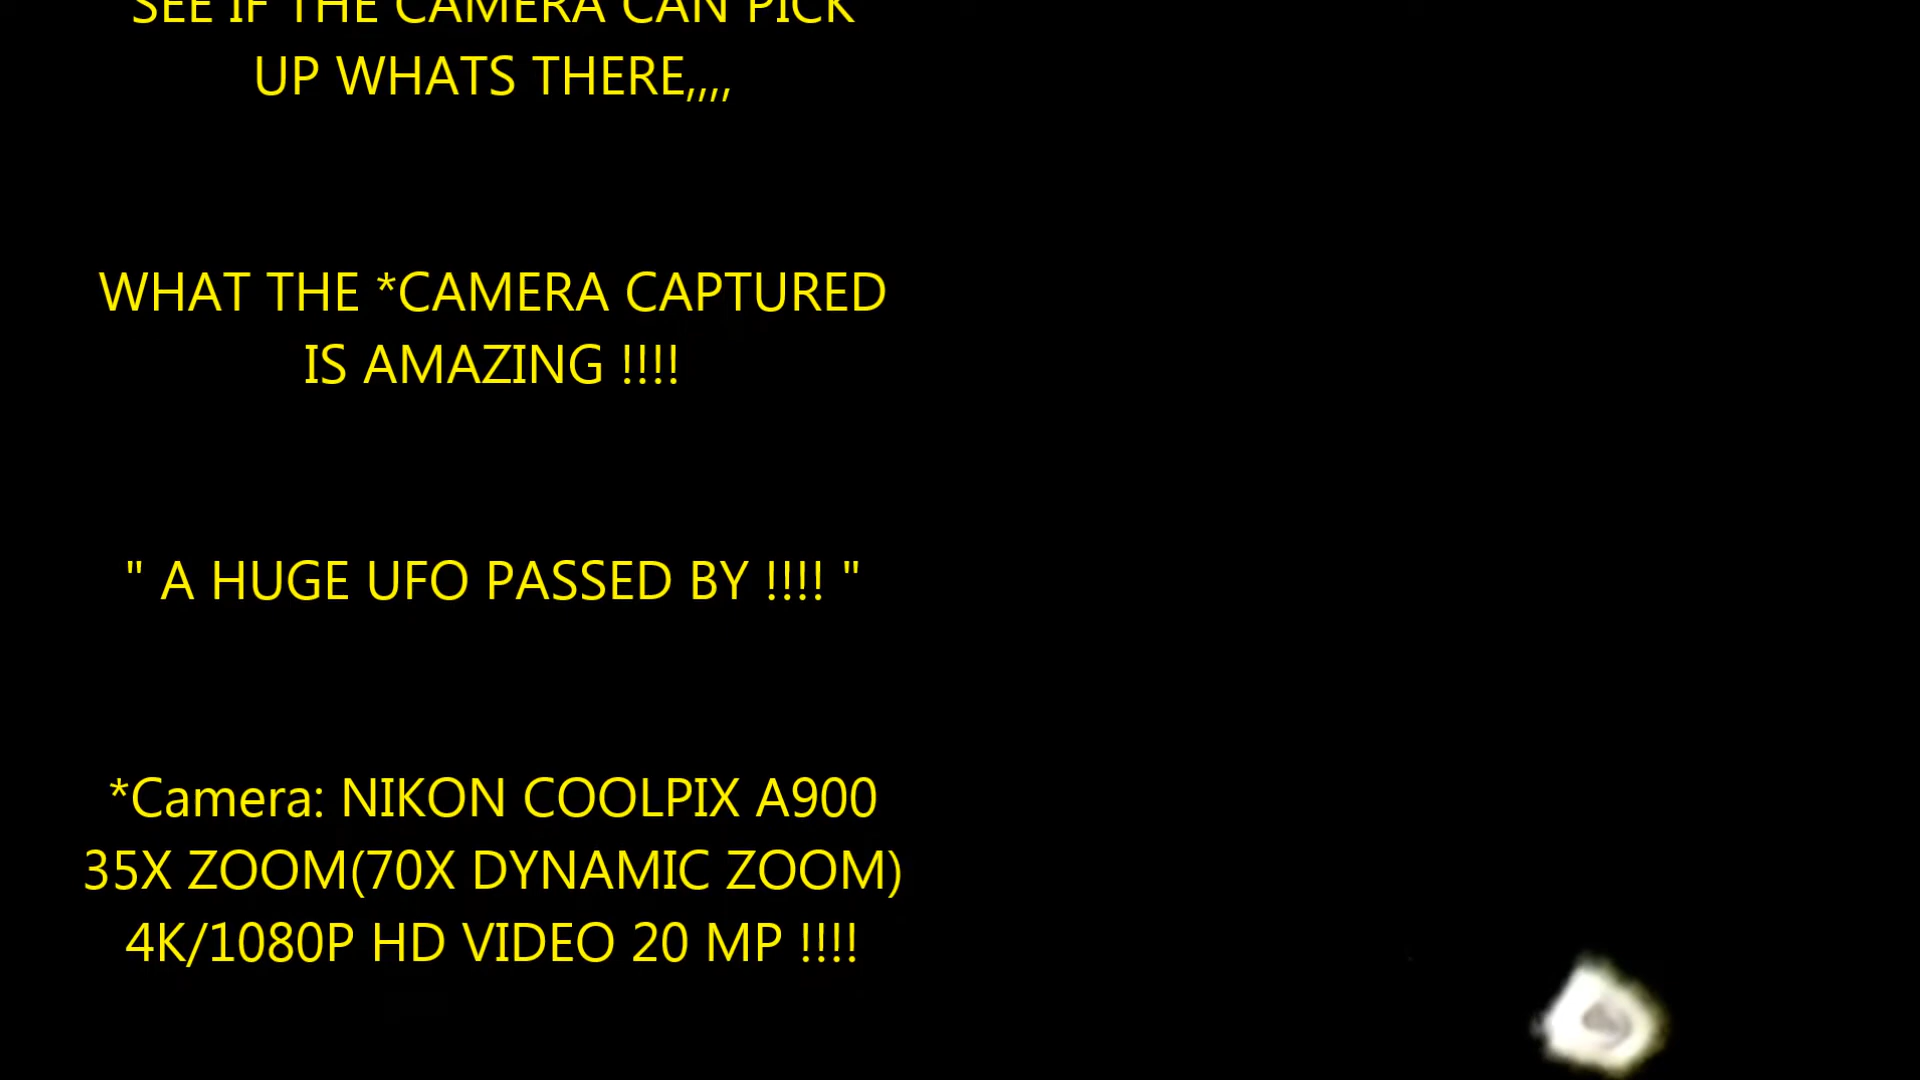 SEE IF THE CAMERA CAN PICK
UP WHATS THERE,,,,
WHAT THE *CAMERA CAPTURED
IS AMAZING !!!!
" A HUGE UFO PASSED BY !!!! "
*Camera: NIKON COOLPIX A900
35X ZOOM(70X DYNAMIC ZOOM)
4K/1080P HD VIDEO 20 MP !!!!